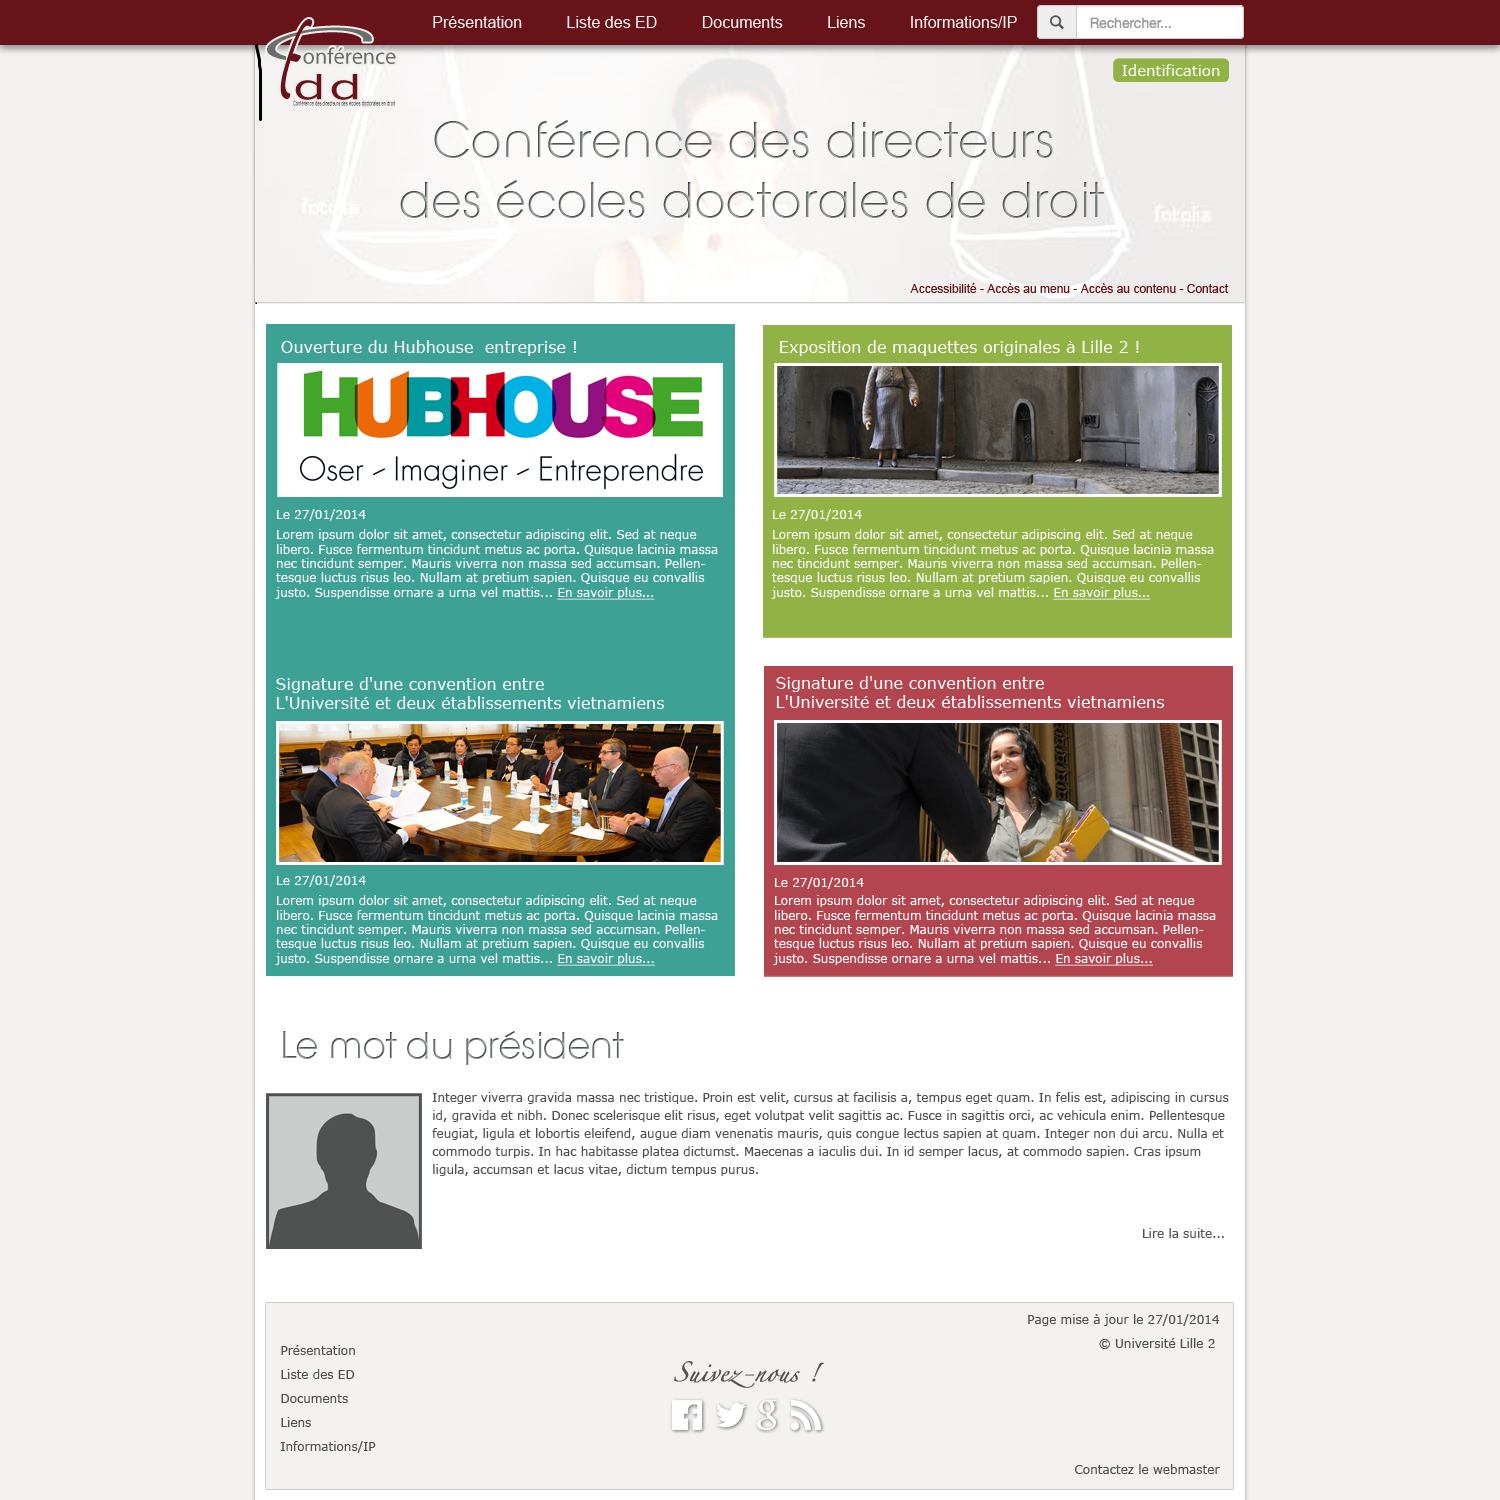 Présentation
Liste des ED
Documents
Liens
Informations/IP
Rechercher...
Conférence
dd
Conférence des directeurs des écoles doctorales en droit
Identification
Conférence des directeurs
des écoles doctorales de droit
fotolia
fotolia
Accessibilité - Accès au menu - Accès au contenu - Contact
Ouverture du Hubhouse  entreprise !
HUBHOUSE
Oser - Imaginer - Entreprendre
Le 27/01/2014
Lorem ipsum dolor sit amet, consectetur adipiscing elit. Sed at neque
libero. Fusce fermentum tincidunt metus ac porta. Quisque lacinia massa
nec tincidunt semper. Mauris viverra non massa sed accumsan. Pellen-
tesque luctus risus leo. Nullam at pretium sapien. Quisque eu convallis
justo. Suspendisse ornare a urna vel mattis... En savoir plus...
Exposition de maquettes originales à Lille 2 !
Le 27/01/2014
Lorem ipsum dolor sit amet, consectetur adipiscing elit. Sed at neque
libero. Fusce fermentum tincidunt metus ac porta. Quisque lacinia massa
nec tincidunt semper. Mauris viverra non massa sed accumsan. Pellen-
tesque luctus risus leo. Nullam at pretium sapien. Quisque eu convallis
justo. Suspendisse ornare a urna vel mattis... En savoir plus...
Signature d'une convention entre
L'Université et deux établissements vietnamiens
Le 27/01/2014
Lorem ipsum dolor sit amet, consectetur adipiscing elit. Sed at neque
libero. Fusce fermentum tincidunt metus ac porta. Quisque lacinia massa
nec tincidunt semper. Mauris viverra non massa sed accumsan. Pellen-
tesque luctus risus leo. Nullam at pretium sapien. Quisque eu convallis
justo. Suspendisse ornare a urna vel mattis... En savoir plus...
Signature d'une convention entre
L'Université et deux établissements vietnamiens
Le 27/01/2014
Lorem ipsum dolor sit amet, consectetur adipiscing elit. Sed at neque
libero. Fusce fermentum tincidunt metus ac porta. Quisque lacinia massa
nec tincidunt semper. Mauris viverra non massa sed accumsan. Pellen-
tesque luctus risus leo. Nullam at pretium sapien. Quisque eu convallis
justo. Suspendisse ornare a urna vel mattis... En savoir plus...
Le mot du président
Integer viverra gravida massa nec tristique. Proin est velit, cursus at facilisis a, tempus eget quam. In felis est, adipiscing in cursus
id, gravida et nibh. Donec scelerisque elit risus, eget volutpat velit sagittis ac. Fusce in sagittis orci, ac vehicula enim. Pellentesque
feugiat, ligula et lobortis eleifend, augue diam venenatis mauris, quis congue lectus sapien at quam. Integer non dui arcu. Nulla et
commodo turpis. In hac habitasse platea dictumst. Maecenas a iaculis dui. In id semper lacus, at commodo sapien. Cras ipsum
ligula, accumsan et lacus vitae, dictum tempus purus.
Lire la suite...
Présentation
Liste des ED
Documents
Liens
Informations/IP
Suivez-nous !
Page mise à jour le 27/01/2014
© Université Lille 2
Contactez le webmaster